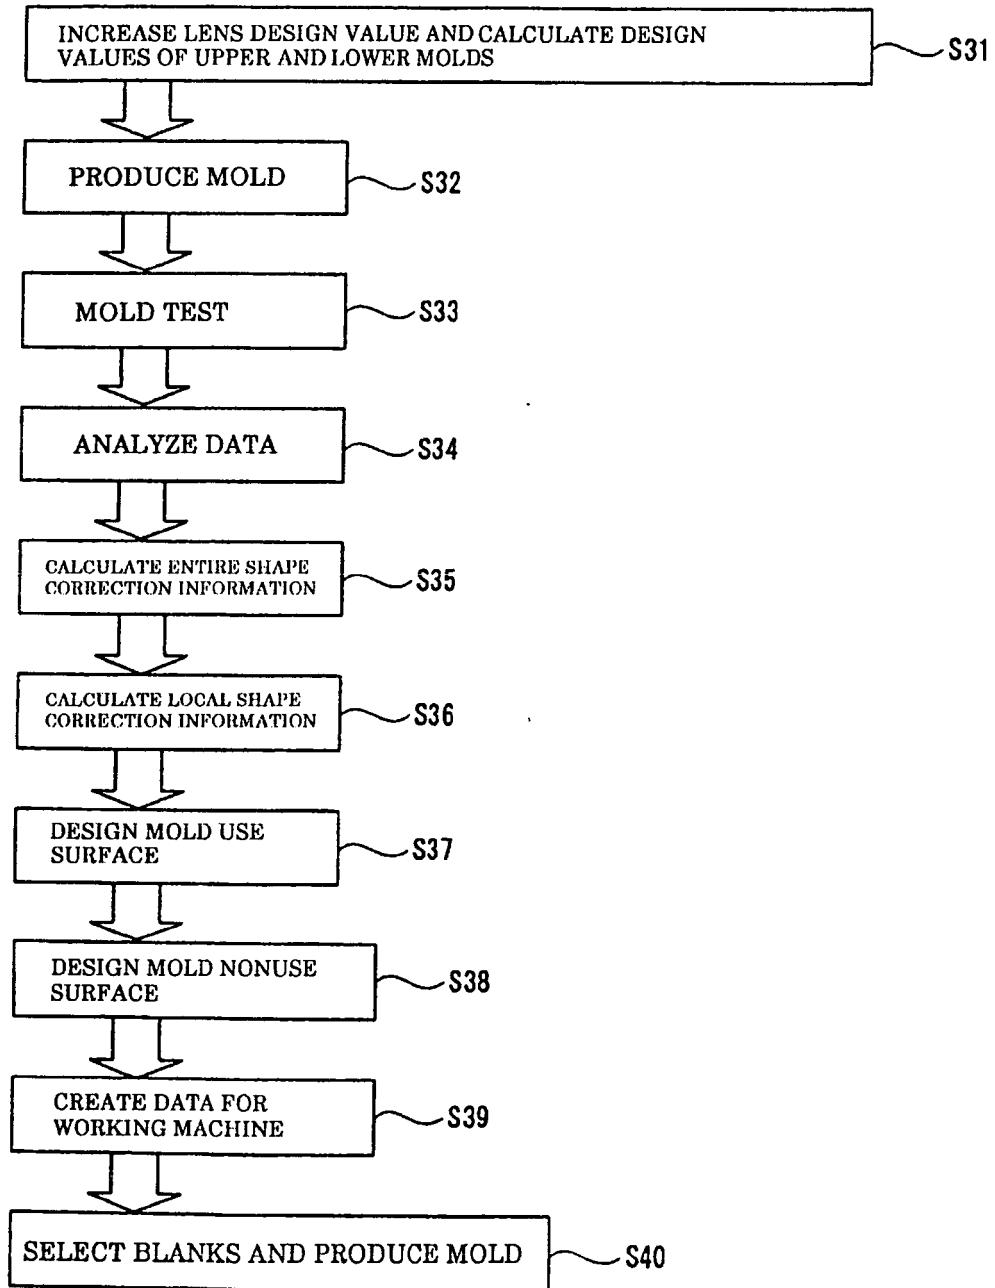 INCREASE LENS DESIGN VALUE AND CALCULATE DESIGN
VALUES OF UPPER AND LOWER MOLDS
S31
PRODUCE MOLD
S32
MOLD TEST
S33
ANALYZE DATA
S34
CALCULATE ENTIRE SHAPE
CORRECTION INFORMATION
S35
CALCULATE LOCAL SHAPE
CORRECTION INFORMATION
S36
DESIGN MOLD USE
SURFACE
S37
DESIGN MOLD NONUSE
SURFACE
S38
CREATE DATA FOR
WORKING MACHINE
S39
SELECT BLANKS AND PRODUCE MOLD
S40